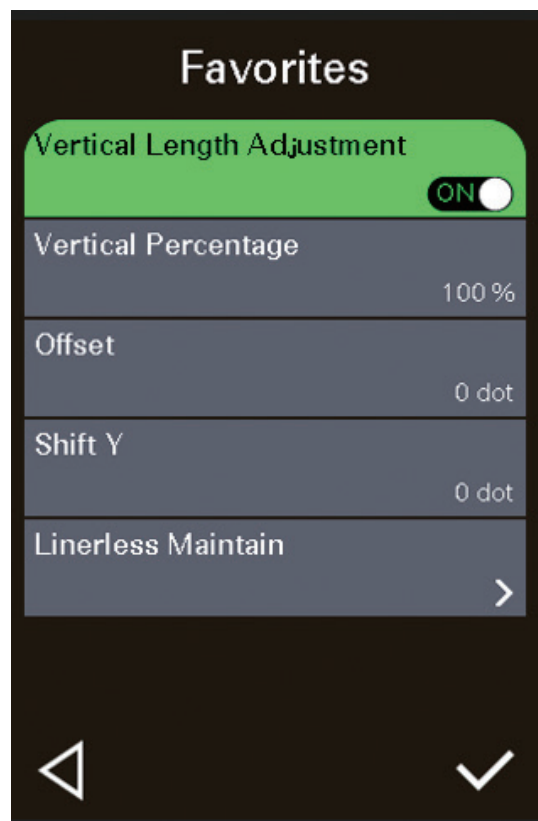 Favorites
Vertical Length Adjustment
ON
Vertical Percentage
100 %
Offset
0 dot
Shift Y
0 dot
Linerless Maintain